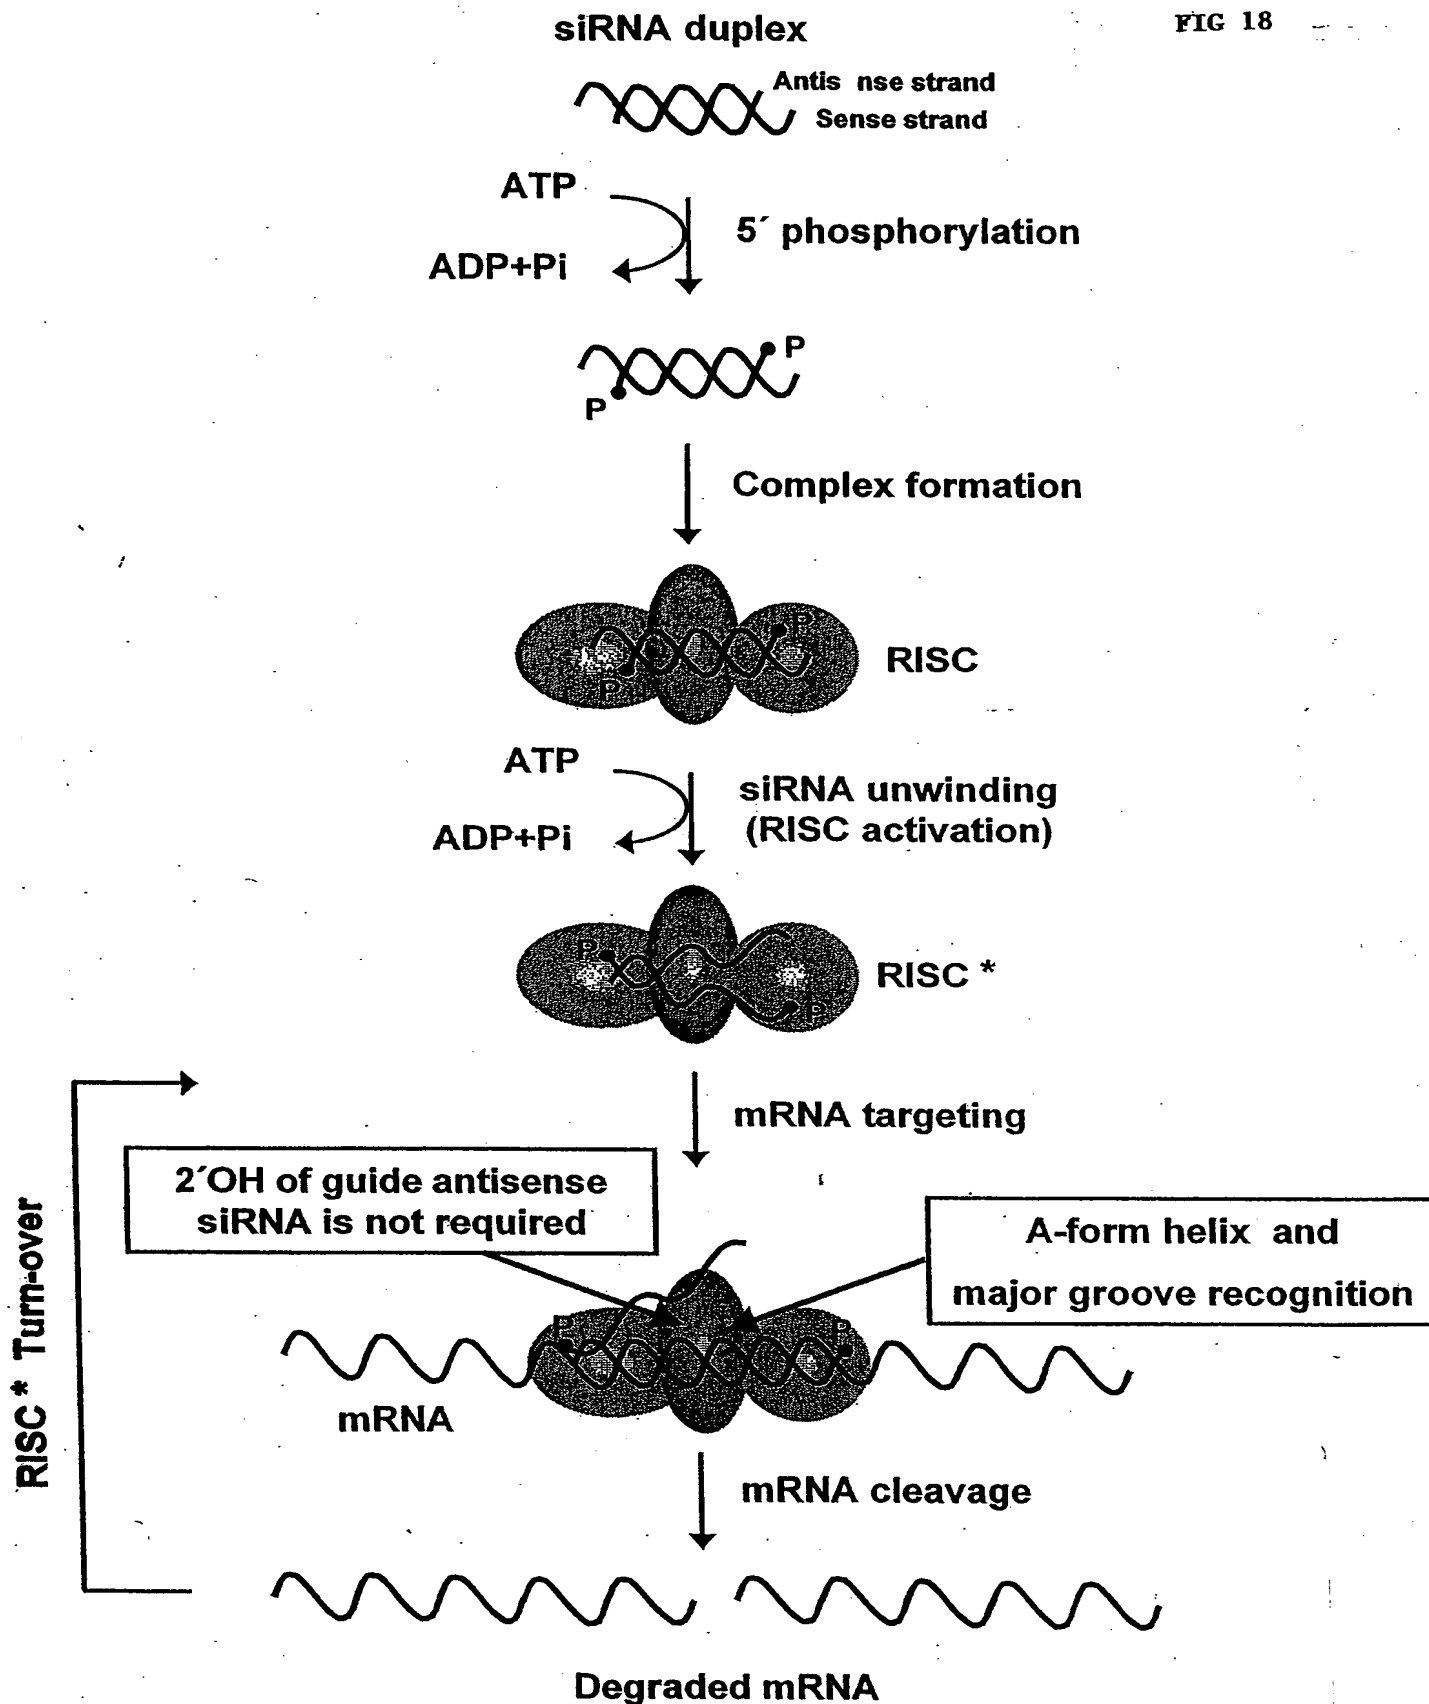 FIG 18
siRNA duplex
Antis nse strand
Sense strand
ATP
5´ phosphorylation
ADP+Pi
P
P
Complex formation
P
RISC
P
ATP
siRNA unwinding
(RISC activation)
ADP+Pi
P
RISC *
P
mRNA targeting
2´OH of guide antisense
siRNA is not required
A-form helix and
major groove recognition
P
P
mRNA
RISC * Turn-over
mRNA cleavage
Degraded mRNA